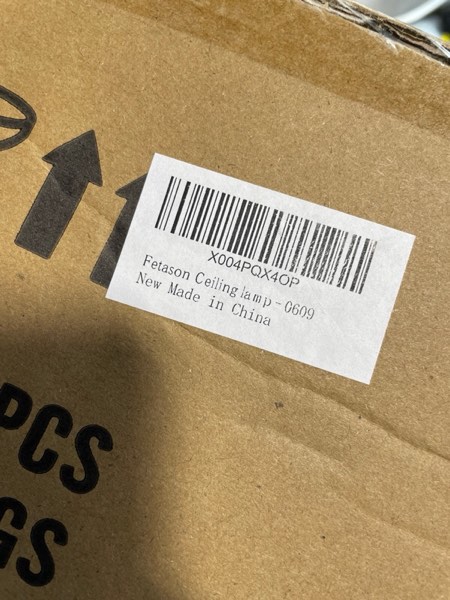 X004PQX4OP
Fetason Ceiling lamp-0609
New Made in China
PCS
GS